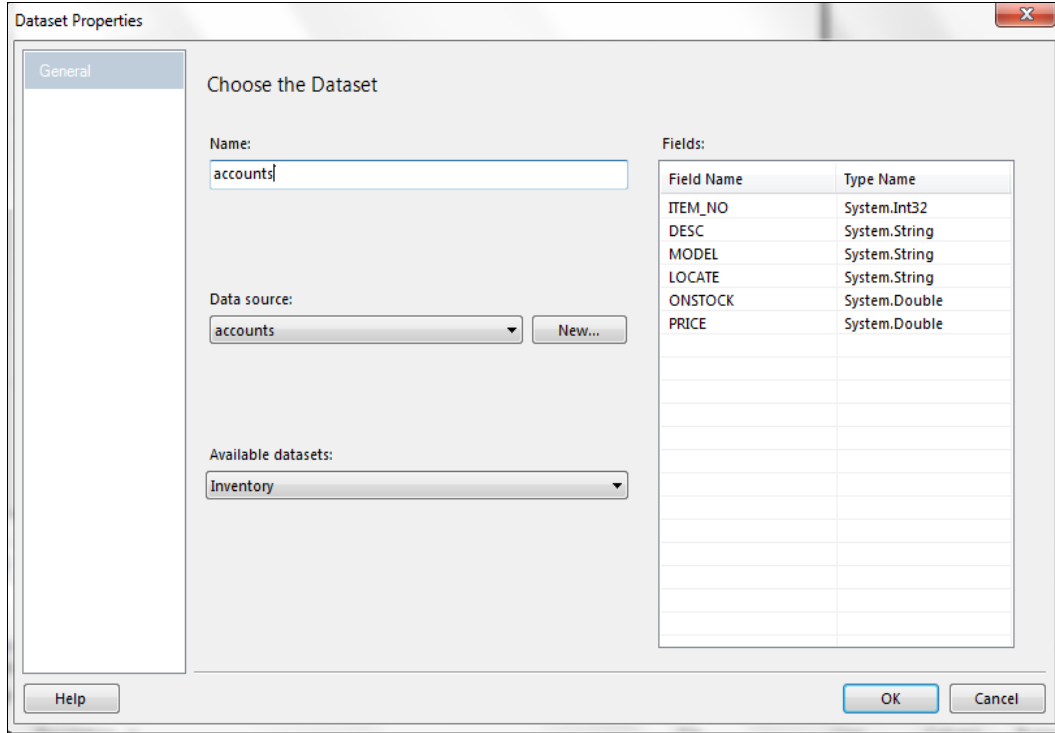 Dataset Properties
General
Choose the Dataset
Name:
accounts
Data source:
accounts
New...
Available datasets:
Inventory
Fields:
Field Name Type Name
ITEM_NO System.Int32
DESC System.String
MODEL System.String
LOCATE System.String
ONSTOCK System.Double
PRICE System.Double
Help
OK
Cancel